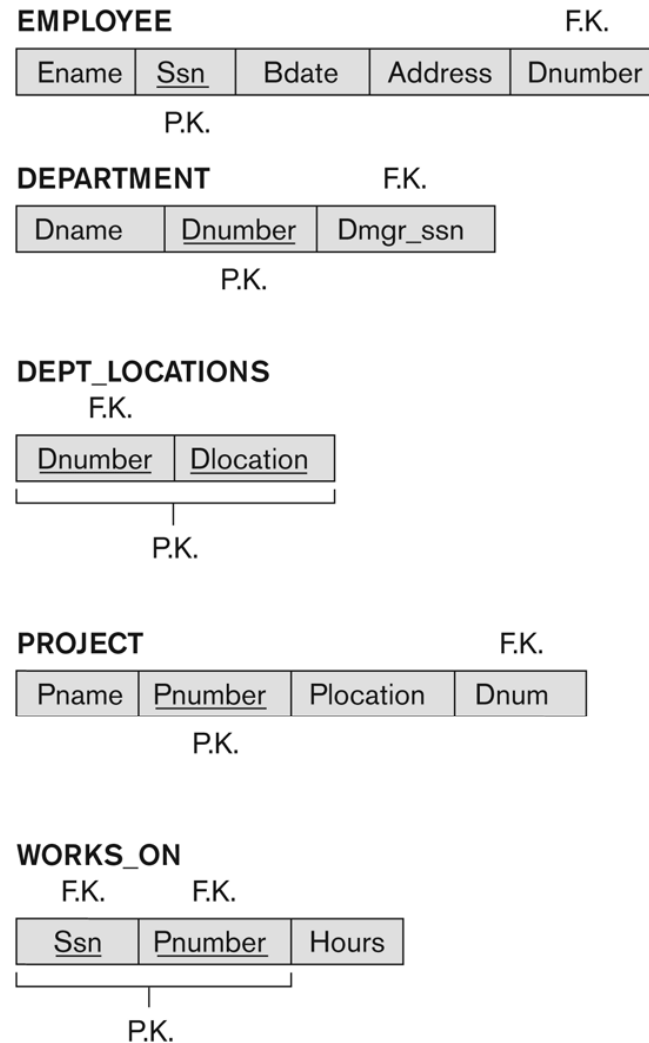 EMPLOYEE F.K.
Ename Ssn Bdate Address Dnumber
P.K.
DEPARTMENT F.K.
Dname Dnumber Dmgr_ssn
P.K.
DEPT_LOCATIONS
F.K.
Dnumber Dlocation
P.K.
PROJECT F.K.
Pname Pnumber Plocation Dnum
P.K.
WORKS_ON
F.K. F.K.
Ssn Pnumber Hours
P.K.